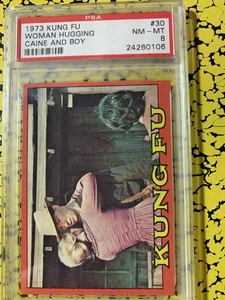 PSA
1973 KUNG FU #30
WOMAN HUGGING NM - MT
CAINE AND BOY 8
24260106
KUNG FU